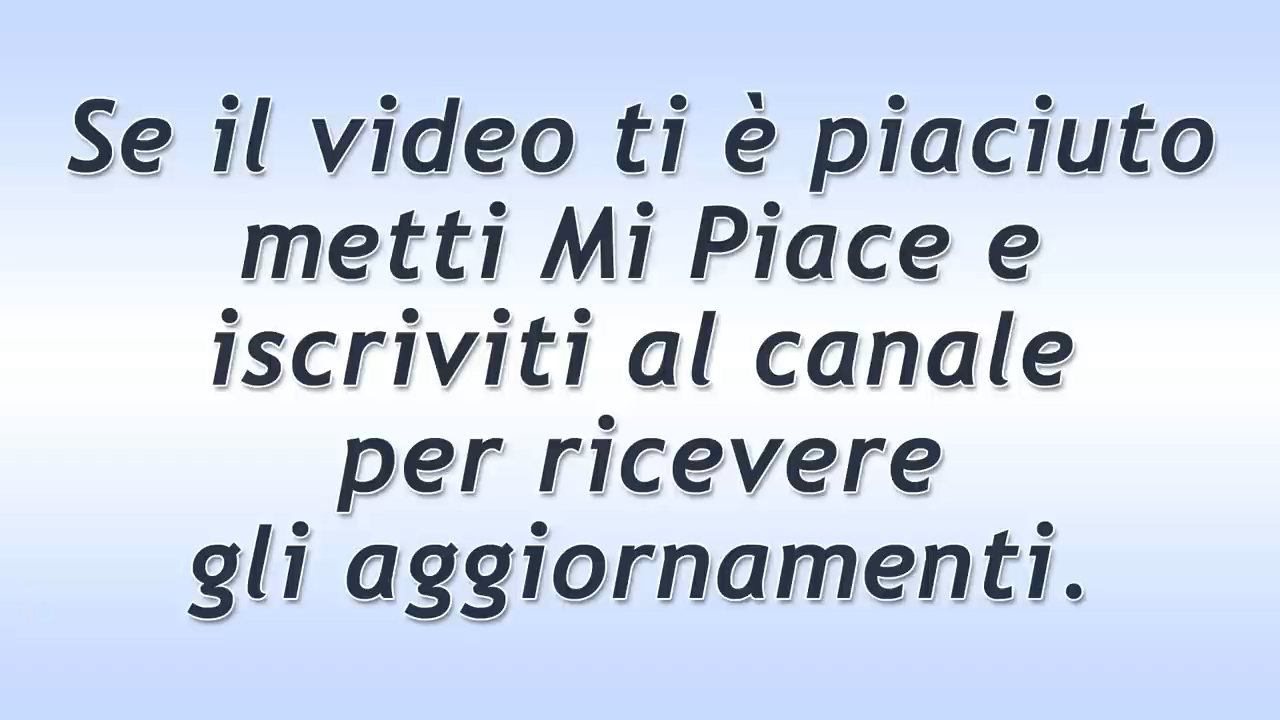 Se il video ti è piaciuto
metti Mi Piace e
iscriviti al canale
per ricevere
gli aggiornamenti.